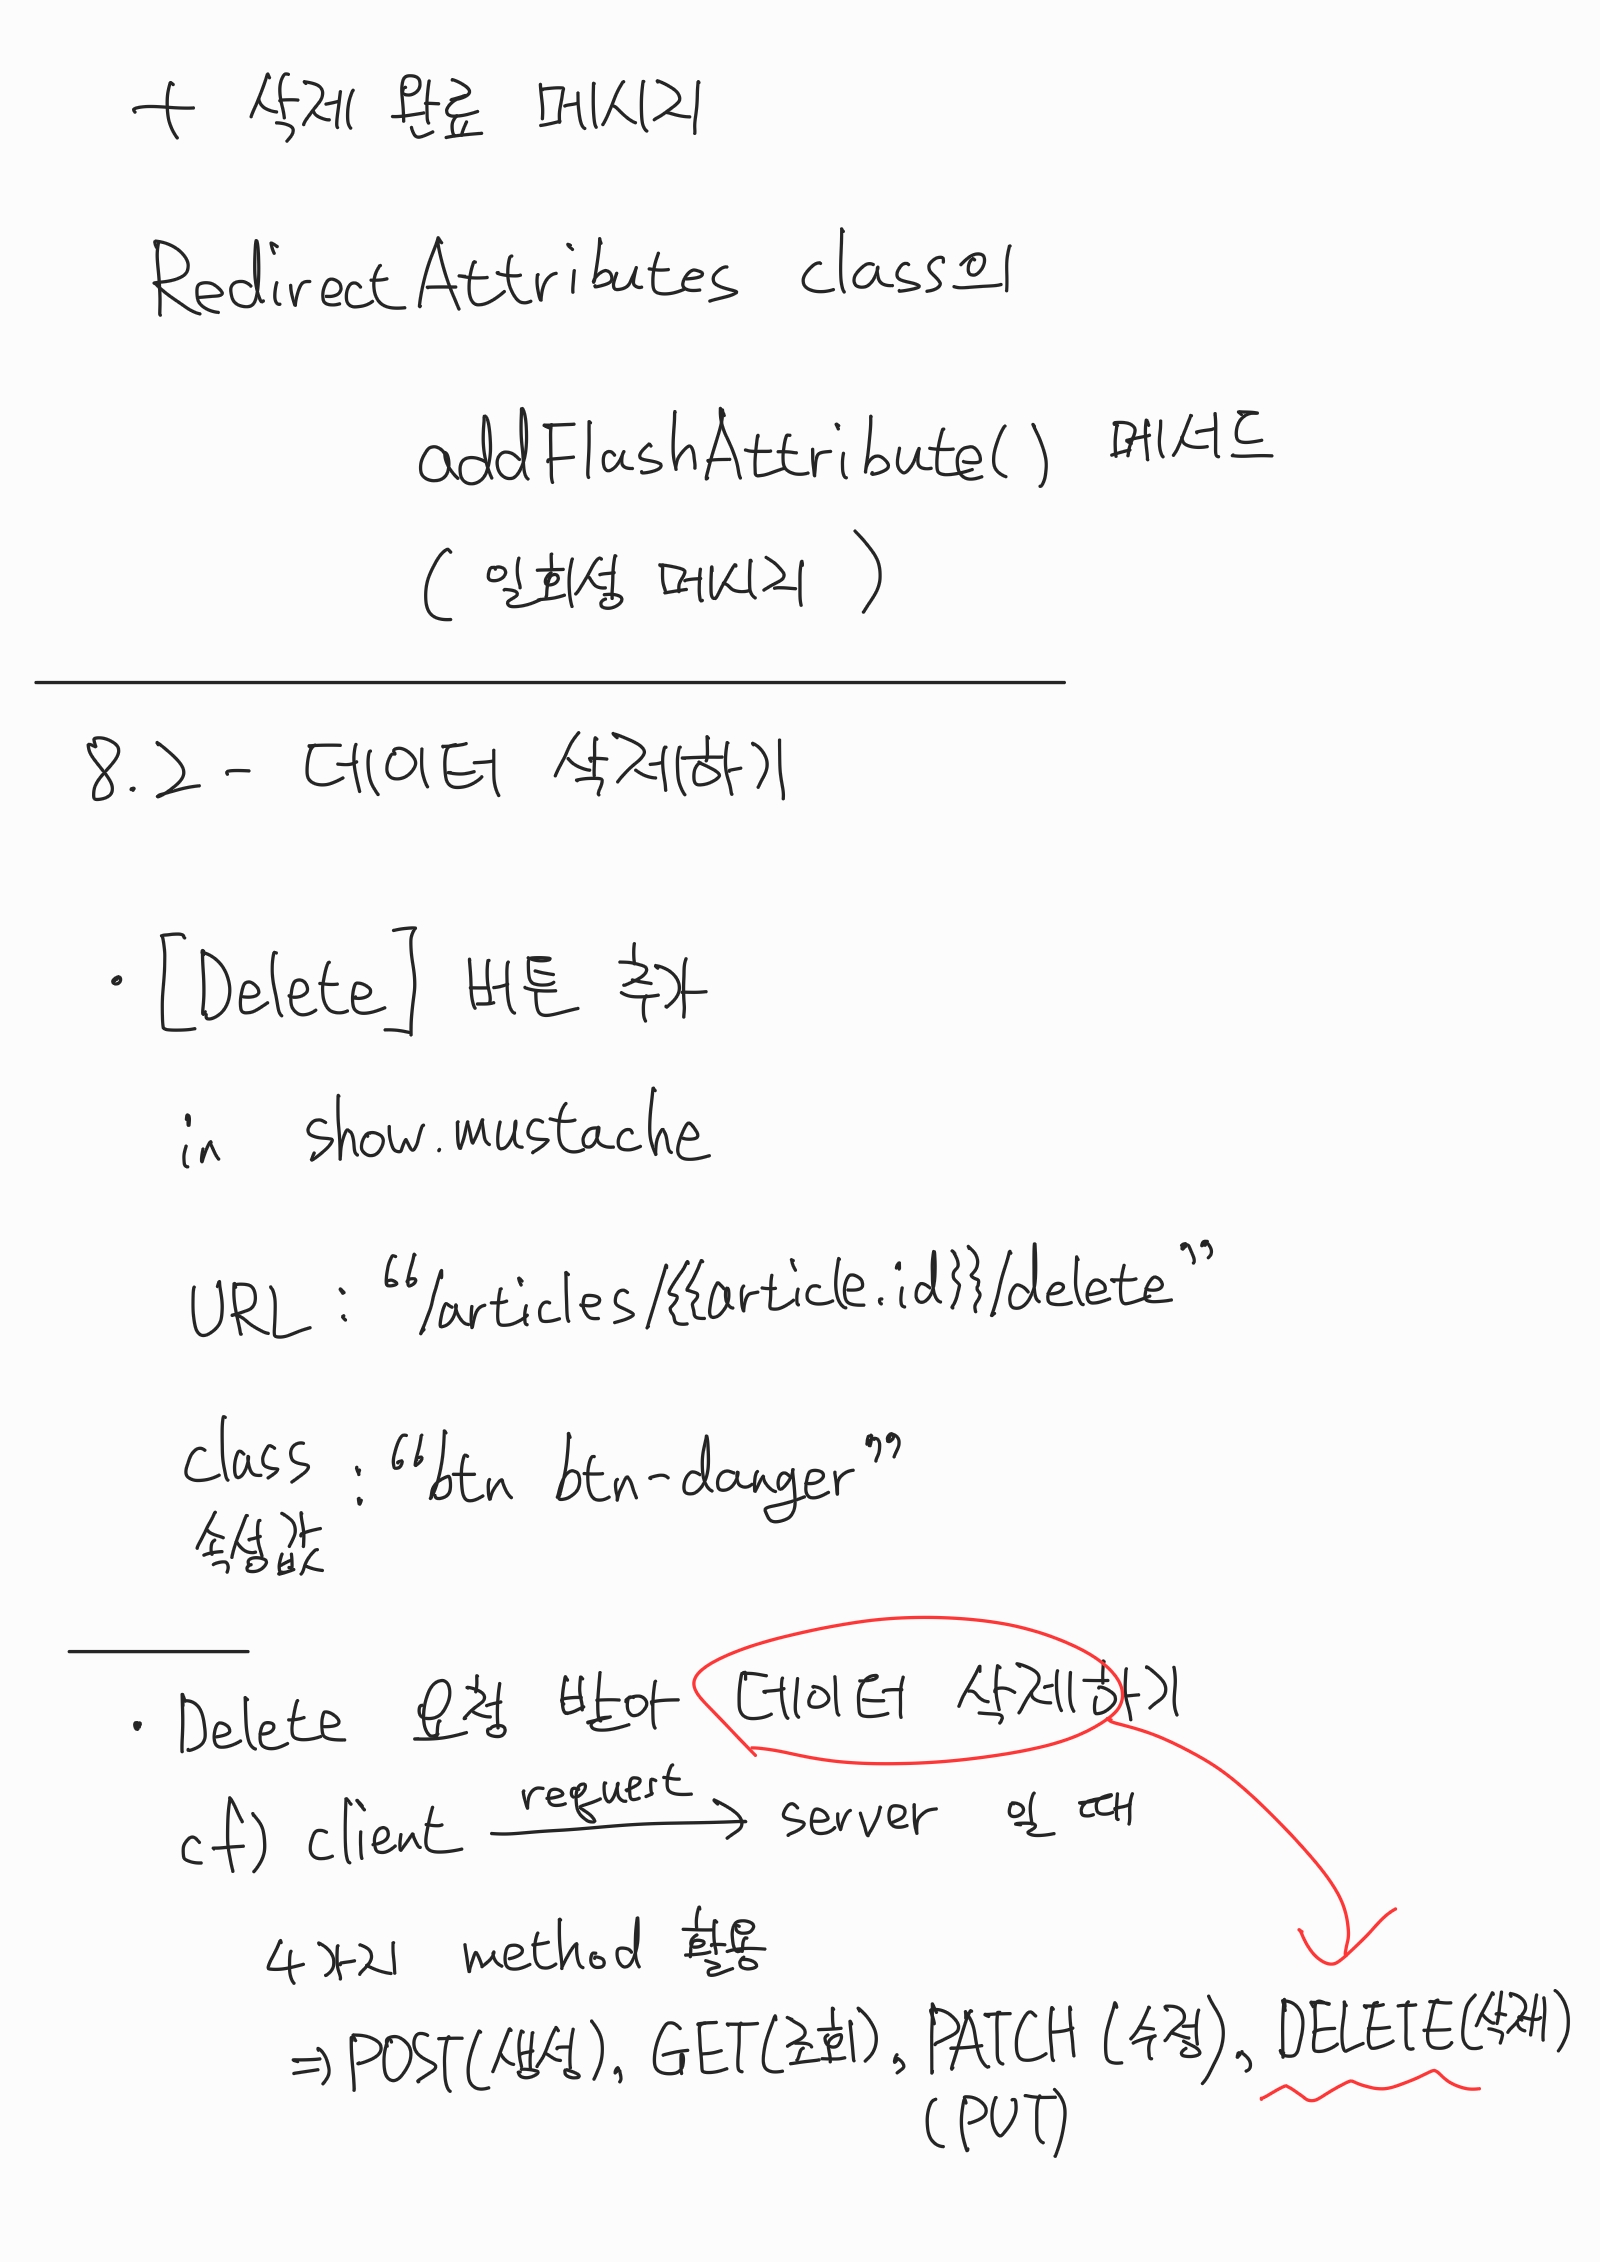 + 삭제 완료 메시지
RedirectAttributes class의
addFlashAttribute() 메서드
(일회성 메시지)
8.2 - 데이터 삭제하기
· [Delete] 버튼 추가
in show.mustache
URL : “/articles/{{article.id}}/delete”
class : “btn btn-danger”
속성값
· Delete 요청 받아 데이터 삭제하기
request
cf) client → server 일 때
4가지 method 활용
⇒ POST(생성), GET(조회), PATCH (수정), DELETE(삭제)
(PUT)